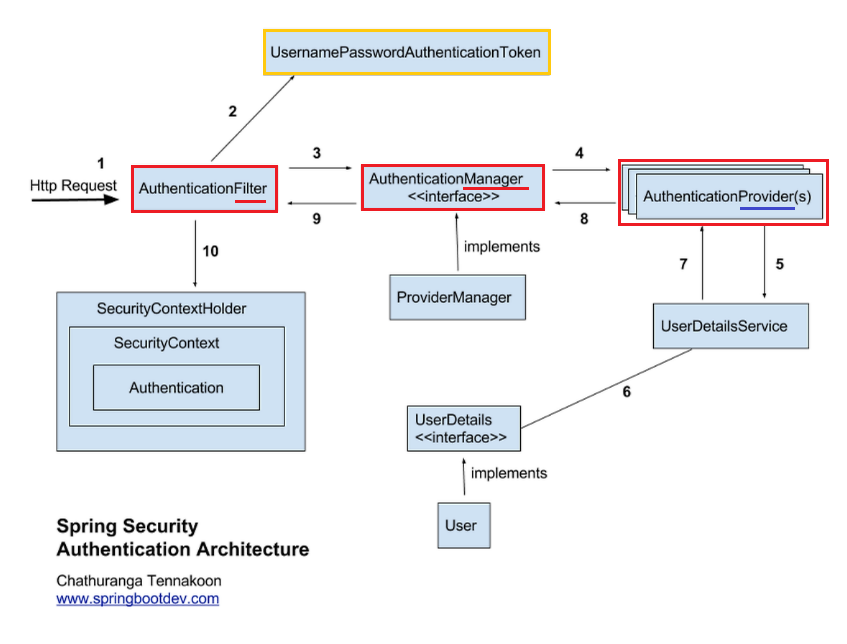 UsernamePasswordAuthenticationToken
2
1
Http Request
AuthenticationFilter
3
9
AuthenticationManager
<<interface>>
4
8
AuthenticationProvider(s)
10
implements
ProviderManager
7
5
UserDetailsService
SecurityContextHolder
SecurityContext
Authentication
6
UserDetails
<<interface>>
implements
User
Spring Security
Authentication Architecture
Chathuranga Tennakoon
www.springbootdev.com